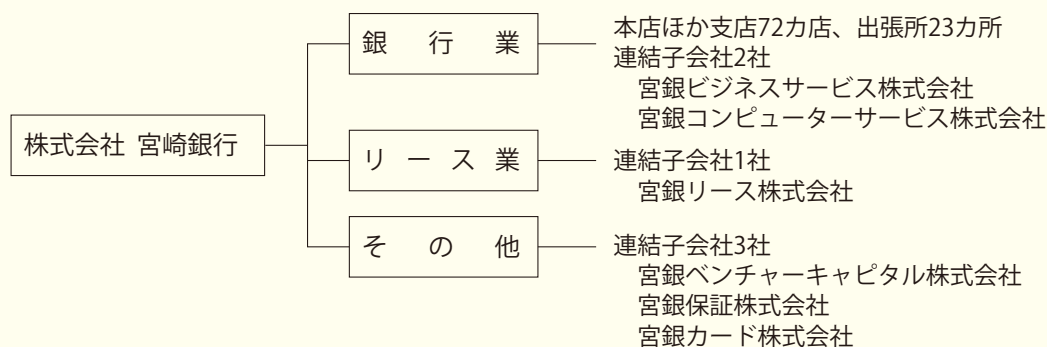 株式会社 宮崎銀行
銀行業
本店ほか支店72カ店、出張所23カ所
連結子会社2社
宮銀ビジネスサービス株式会社
宮銀コンピューターサービス株式会社
リース業
連結子会社1社
宮銀リース株式会社
その他
連結子会社3社
宮銀ベンチャーキャピタル株式会社
宮銀保証株式会社
宮銀カード株式会社